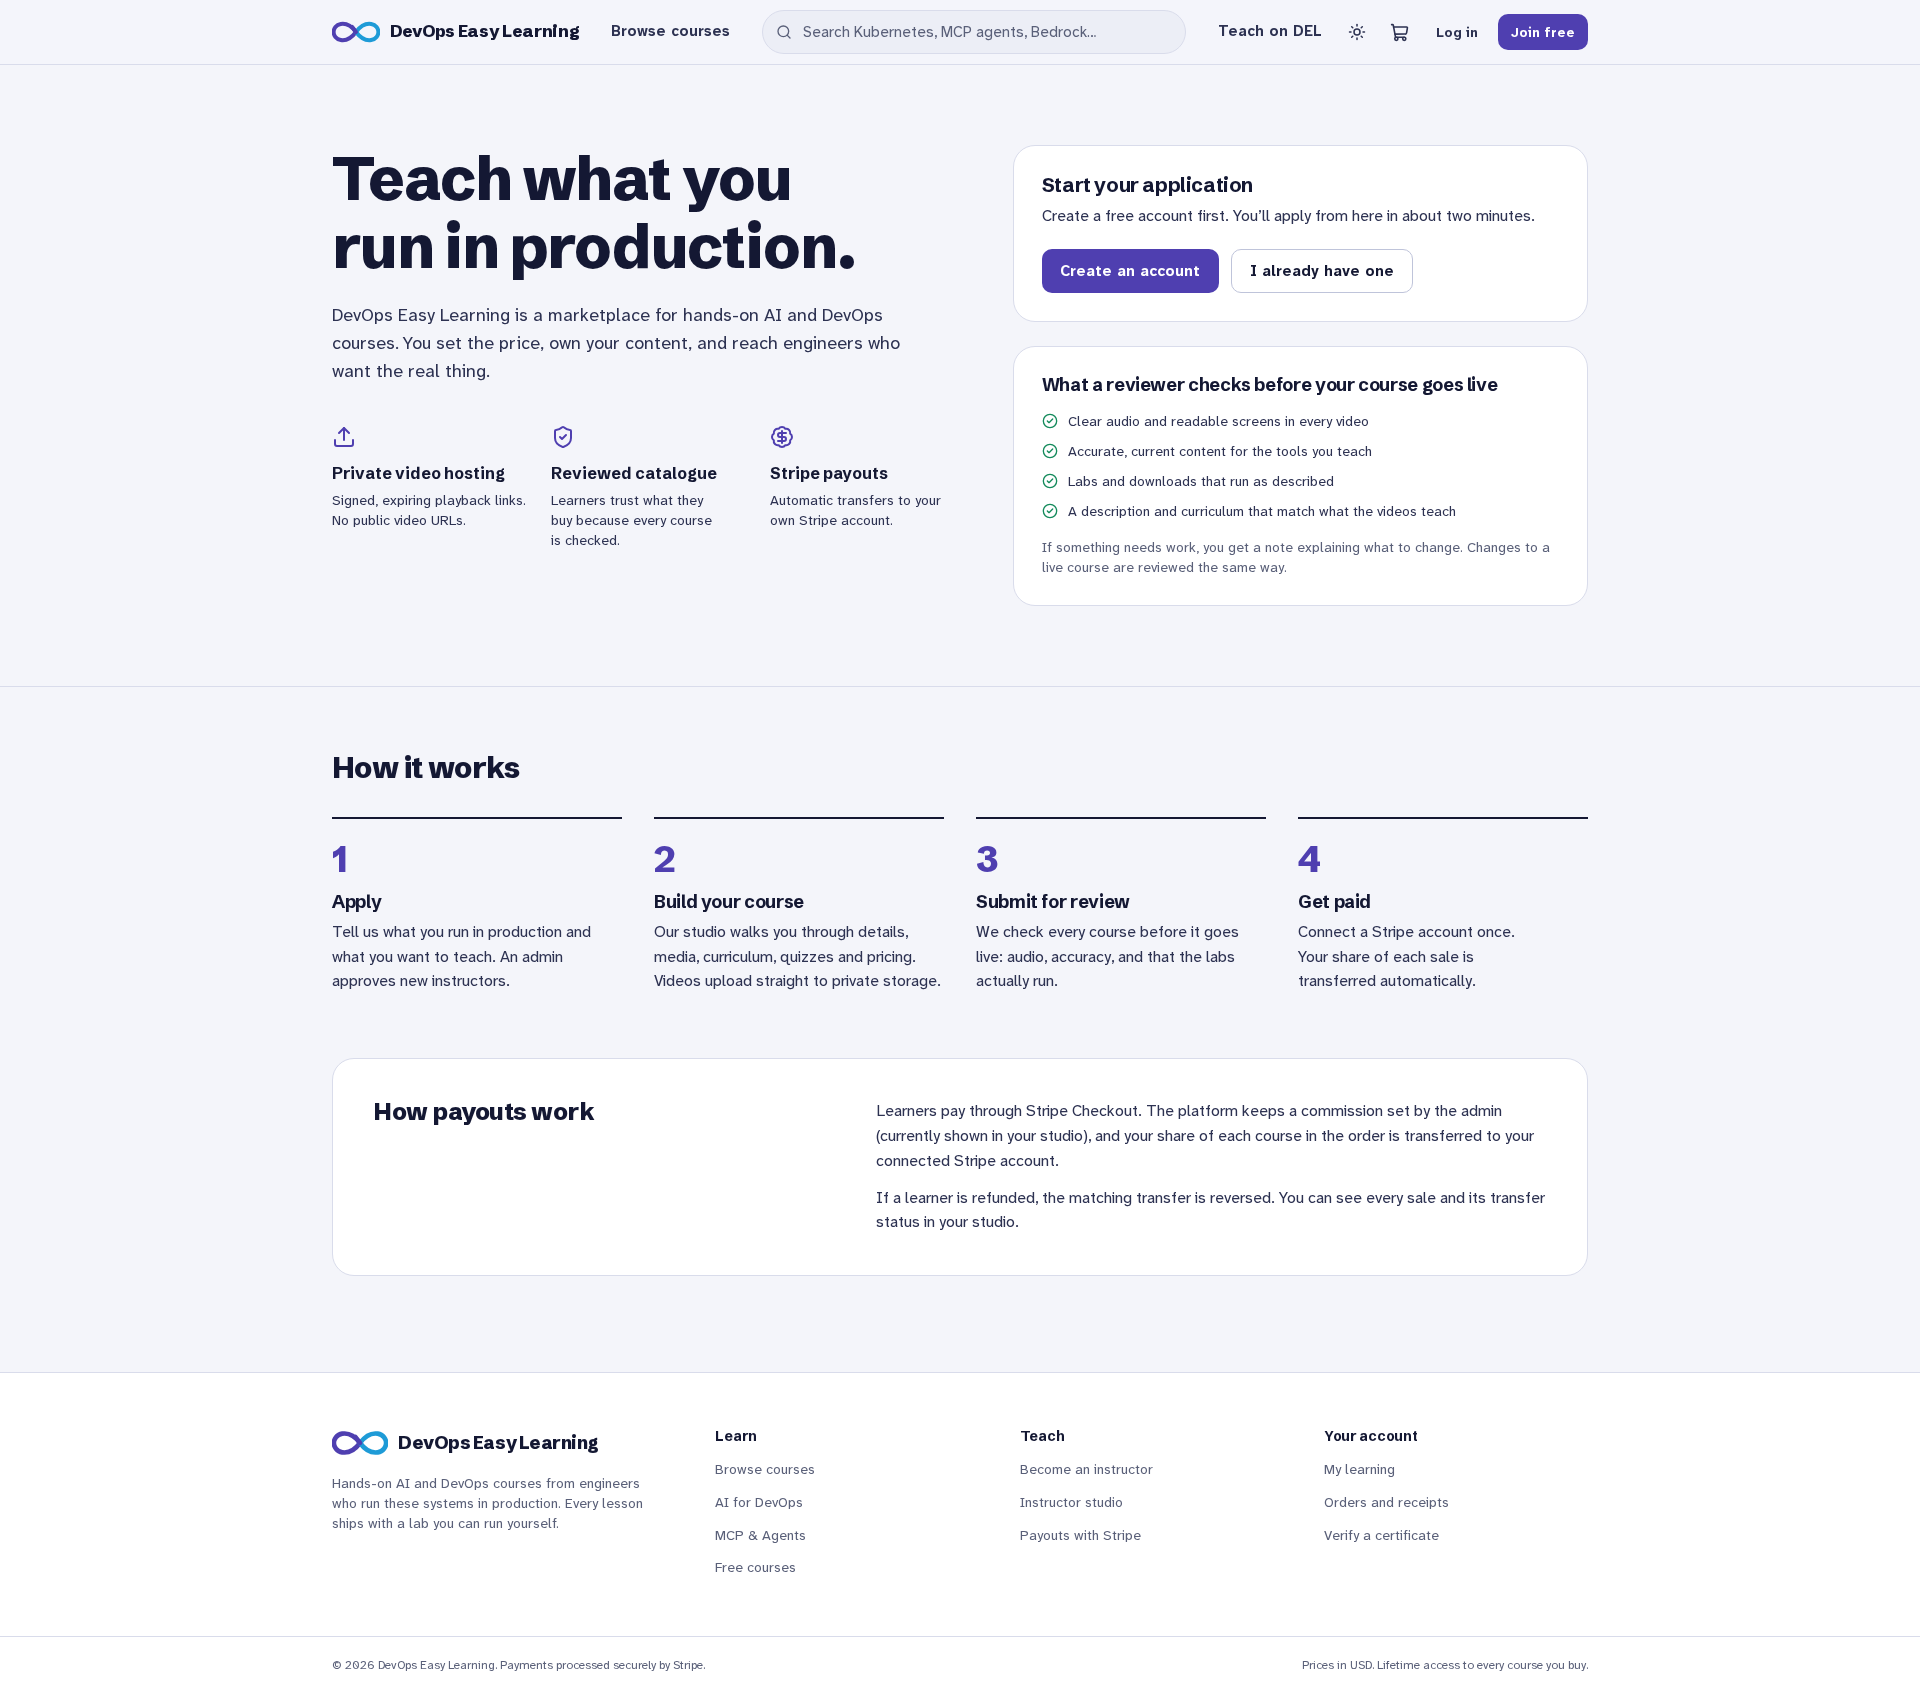 DevOps Easy Learning
Browse courses
Search Kubernetes, MCP agents, Bedrock...
Teach on DEL
Log in
Join free
Teach what you
run in production.
DevOps Easy Learning is a marketplace for hands-on AI and DevOps
courses. You set the price, own your content, and reach engineers who
want the real thing.
Private video hosting
Signed, expiring playback links.
No public video URLs.
Reviewed catalogue
Learners trust what they
buy because every course
is checked.
Stripe payouts
Automatic transfers to your
own Stripe account.
Start your application
Create a free account first. You’ll apply from here in about two minutes.
Create an account
I already have one
What a reviewer checks before your course goes live
Clear audio and readable screens in every video
Accurate, current content for the tools you teach
Labs and downloads that run as described
A description and curriculum that match what the videos teach
If something needs work, you get a note explaining what to change. Changes to a
live course are reviewed the same way.
How it works
1
Apply
Tell us what you run in production and
what you want to teach. An admin
approves new instructors.
2
Build your course
Our studio walks you through details,
media, curriculum, quizzes and pricing.
Videos upload straight to private storage.
3
Submit for review
We check every course before it goes
live: audio, accuracy, and that the labs
actually run.
4
Get paid
Connect a Stripe account once.
Your share of each sale is
transferred automatically.
How payouts work
Learners pay through Stripe Checkout. The platform keeps a commission set by the admin
(currently shown in your studio), and your share of each course in the order is transferred to your
connected Stripe account.
If a learner is refunded, the matching transfer is reversed. You can see every sale and its transfer
status in your studio.
DevOps Easy Learning
Hands-on AI and DevOps courses from engineers
who run these systems in production. Every lesson
ships with a lab you can run yourself.
Learn
Browse courses
AI for DevOps
MCP & Agents
Free courses
Teach
Become an instructor
Instructor studio
Payouts with Stripe
Your account
My learning
Orders and receipts
Verify a certificate
© 2026 DevOps Easy Learning. Payments processed securely by Stripe.
Prices in USD. Lifetime access to every course you buy.